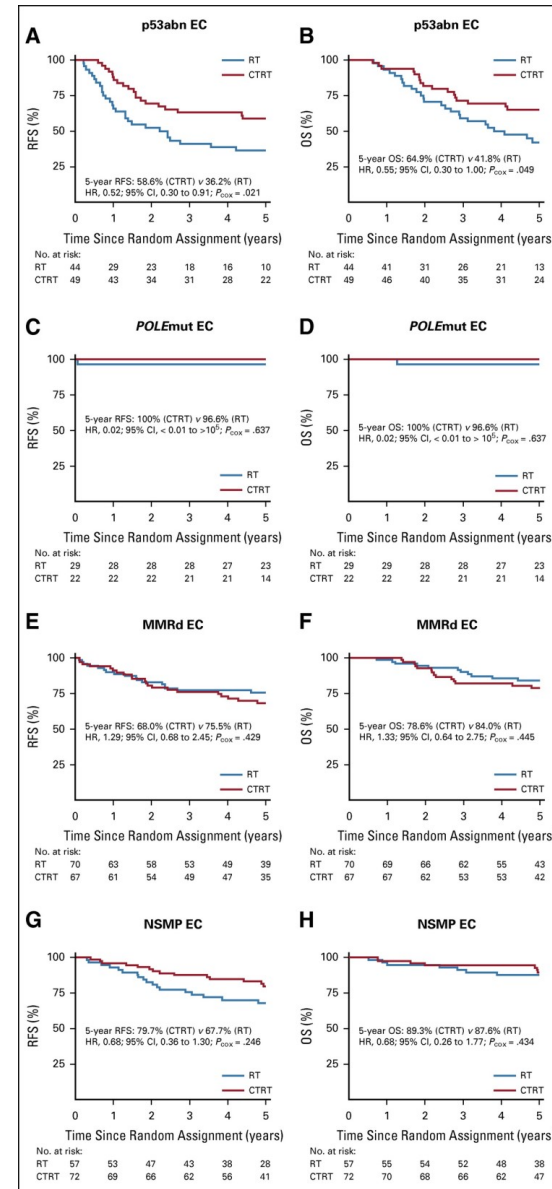 A
p53abn EC
100
75
50
25
RFS (%)
RT
CTRT
5-year RFS: 58.6% (CTRT) v 36.2% (RT)
HR, 0.52; 95% CI, 0.30 to 0.91; Pcox = .021
0 1 2 3 4 5
Time Since Random Assignment (years)
No. at risk:
RT 44 29 23 18 16 10
CTRT 49 43 34 31 28 22
B
p53abn EC
100
75
50
25
OS (%)
RT
CTRT
5-year OS: 64.9% (CTRT) v 41.8% (RT)
HR, 0.55; 95% CI, 0.30 to 1.00; Pcox = .049
0 1 2 3 4 5
Time Since Random Assignment (years)
No. at risk:
RT 44 41 31 26 21 13
CTRT 49 46 40 35 31 24
C
POLEmut EC
100
75
50
25
RFS (%)
5-year RFS: 100% (CTRT) v 96.6% (RT)
HR, 0.02; 95% CI, < 0.01 to >10⁵; Pcox = .637
RT
CTRT
0 1 2 3 4 5
Time Since Random Assignment (years)
No. at risk:
RT 29 28 28 28 27 23
CTRT 22 22 22 21 21 14
D
POLEmut EC
100
75
50
25
OS (%)
5-year OS: 100% (CTRT) v 96.6% (RT)
HR, 0.02; 95% CI, < 0.01 to > 10⁵; Pcox = .637
RT
CTRT
0 1 2 3 4 5
Time Since Random Assignment (years)
No. at risk:
RT 29 29 28 28 27 23
CTRT 22 22 22 21 21 14
E
MMRd EC
100
75
50
25
RFS (%)
5-year RFS: 68.0% (CTRT) v 75.5% (RT)
HR, 1.29; 95% CI, 0.68 to 2.45; Pcox = .429
RT
CTRT
0 1 2 3 4 5
Time Since Random Assignment (years)
No. at risk:
RT 70 63 58 53 49 39
CTRT 67 61 54 49 47 35
F
MMRd EC
100
75
50
25
OS (%)
5-year OS: 78.6% (CTRT) v 84.0% (RT)
HR, 1.33; 95% CI, 0.64 to 2.75; Pcox = .445
RT
CTRT
0 1 2 3 4 5
Time Since Random Assignment (years)
No. at risk:
RT 70 69 66 62 55 43
CTRT 67 67 62 53 53 42
G
NSMP EC
100
75
50
25
RFS (%)
5-year RFS: 79.7% (CTRT) v 67.7% (RT)
HR, 0.68; 95% CI, 0.36 to 1.30; Pcox = .246
RT
CTRT
0 1 2 3 4 5
Time Since Random Assignment (years)
No. at risk:
RT 57 53 47 43 38 28
CTRT 72 69 66 62 56 41
H
NSMP EC
100
75
50
25
OS (%)
5-year OS: 89.3% (CTRT) v 87.6% (RT)
HR, 0.68; 95% CI, 0.26 to 1.77; Pcox = .434
RT
CTRT
0 1 2 3 4 5
Time Since Random Assignment (years)
No. at risk:
RT 57 55 54 52 48 38
CTRT 72 70 68 66 62 47